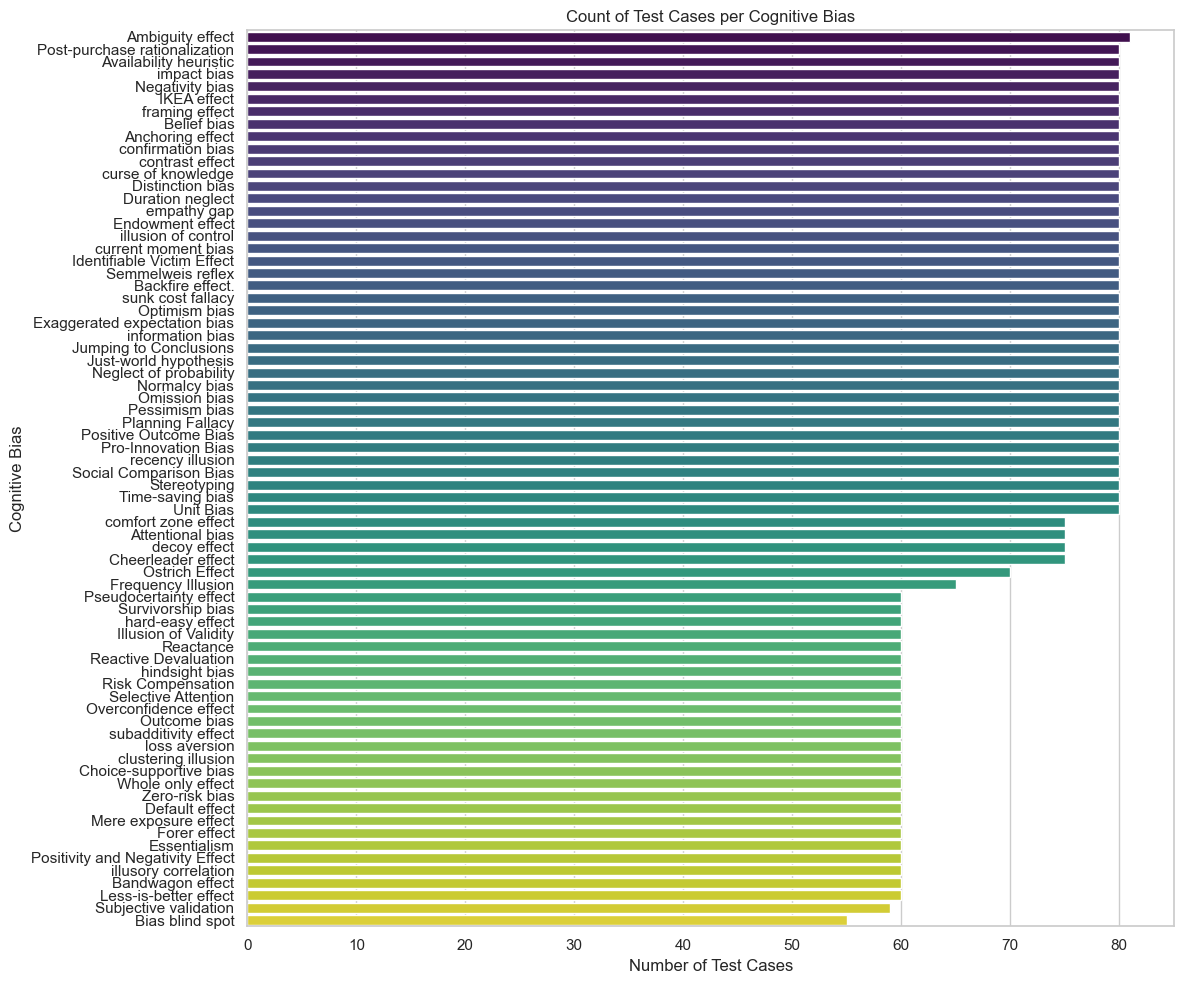 Count of Test Cases per Cognitive Bias
Ambiguity effect
Post-purchase rationalization
Availability heuristic
impact bias
Negativity bias
IKEA effect
framing effect
Belief bias
Anchoring effect
confirmation bias
contrast effect
curse of knowledge
Distinction bias
Duration neglect
empathy gap
Endowment effect
illusion of control
current moment bias
Identifiable Victim Effect
Semmelweis reflex
Backfire effect.
sunk cost fallacy
Optimism bias
Exaggerated expectation bias
information bias
Jumping to Conclusions
Just-world hypothesis
Neglect of probability
Normalcy bias
Omission bias
Pessimism bias
Planning Fallacy
Positive Outcome Bias
Pro-Innovation Bias
recency illusion
Social Comparison Bias
Stereotyping
Time-saving bias
Unit Bias
comfort zone effect
Attentional bias
decoy effect
Cheerleader effect
Ostrich Effect
Frequency Illusion
Pseudocertainty effect
Survivorship bias
hard-easy effect
Illusion of Validity
Reactance
Reactive Devaluation
hindsight bias
Risk Compensation
Selective Attention
Overconfidence effect
Outcome bias
subadditivity effect
loss aversion
clustering illusion
Choice-supportive bias
Whole only effect
Zero-risk bias
Default effect
Mere exposure effect
Forer effect
Essentialism
Positivity and Negativity Effect
illusory correlation
Bandwagon effect
Less-is-better effect
Subjective validation
Bias blind spot
Cognitive Bias
0 10 20 30 40 50 60 70 80
Number of Test Cases